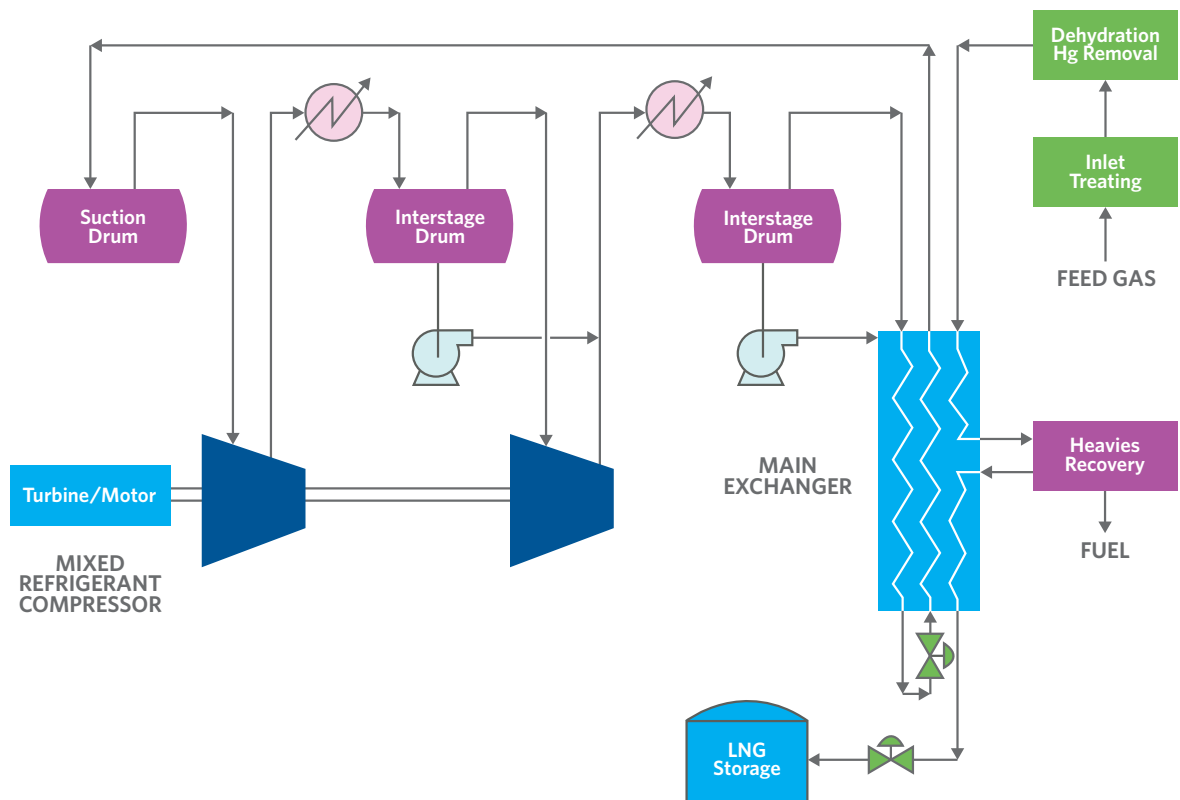 Dehydration
Hg Removal
Inlet
Treating
FEED GAS
Suction
Drum
Interstage
Drum
Interstage
Drum
MAIN
EXCHANGER
Heavies
Recovery
FUEL
Turbine/Motor
MIXED
REFRIGERANT
COMPRESSOR
LNG
Storage